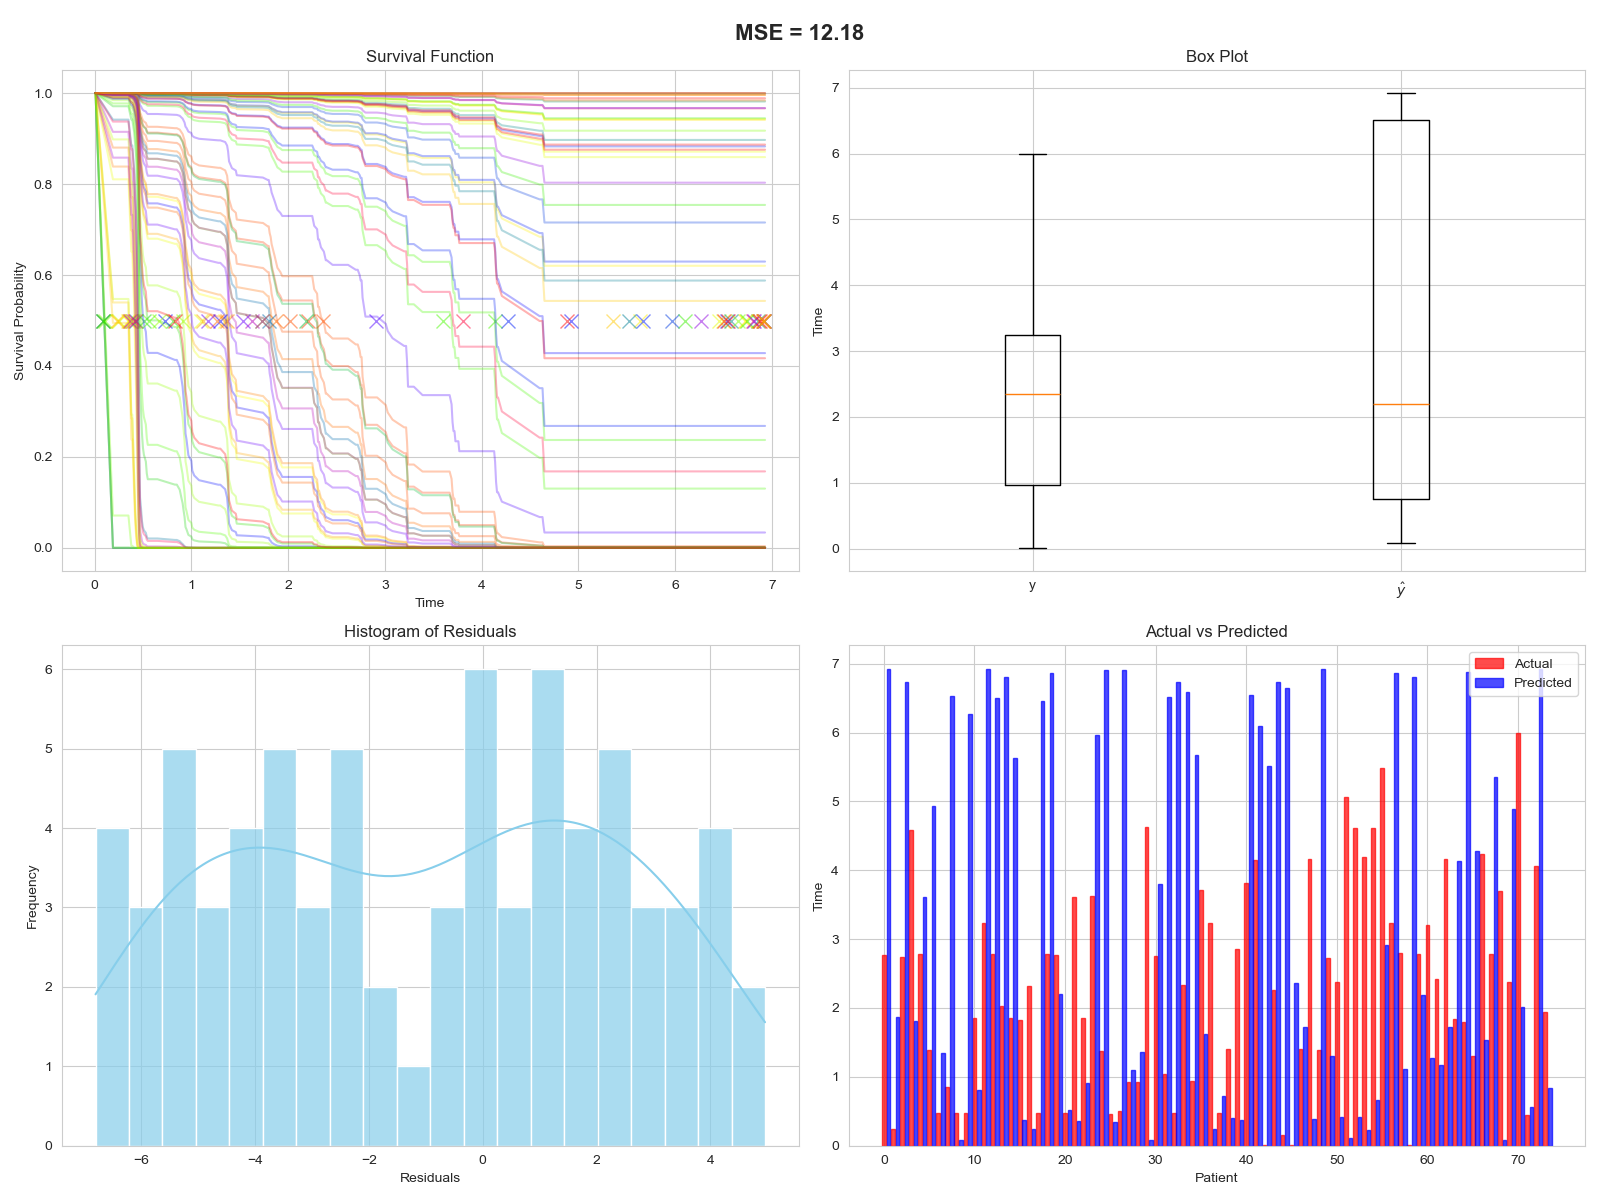 MSE = 12.18
Survival Function
1.0
0.8
0.6
0.4
0.2
0.0
Survival Probability
0 1 2 3 4 5 6 7
Time
Box Plot
7
6
5
4
3
2
1
0
Time
y ŷ
Histogram of Residuals
6
5
4
3
2
1
0
Frequency
−6 −4 −2 0 2 4
Residuals
Actual vs Predicted
Actual
Predicted
7
6
5
4
3
2
1
0
Time
0 10 20 30 40 50 60 70
Patient